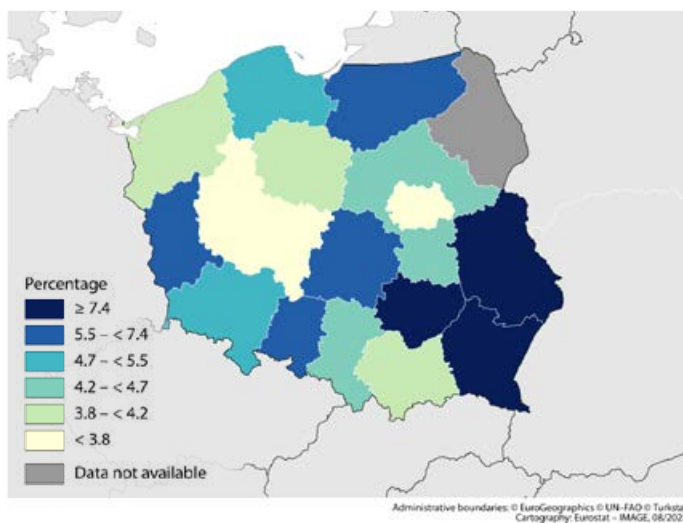 Percentage
≥ 7.4
5.5 – < 7.4
4.7 – < 5.5
4.2 – < 4.7
3.8 – < 4.2
< 3.8
Data not available
Administrative boundaries: © EuroGeographics © UN–FAO © Turksta
Cartography: Eurostat – IMAGE, 08/202